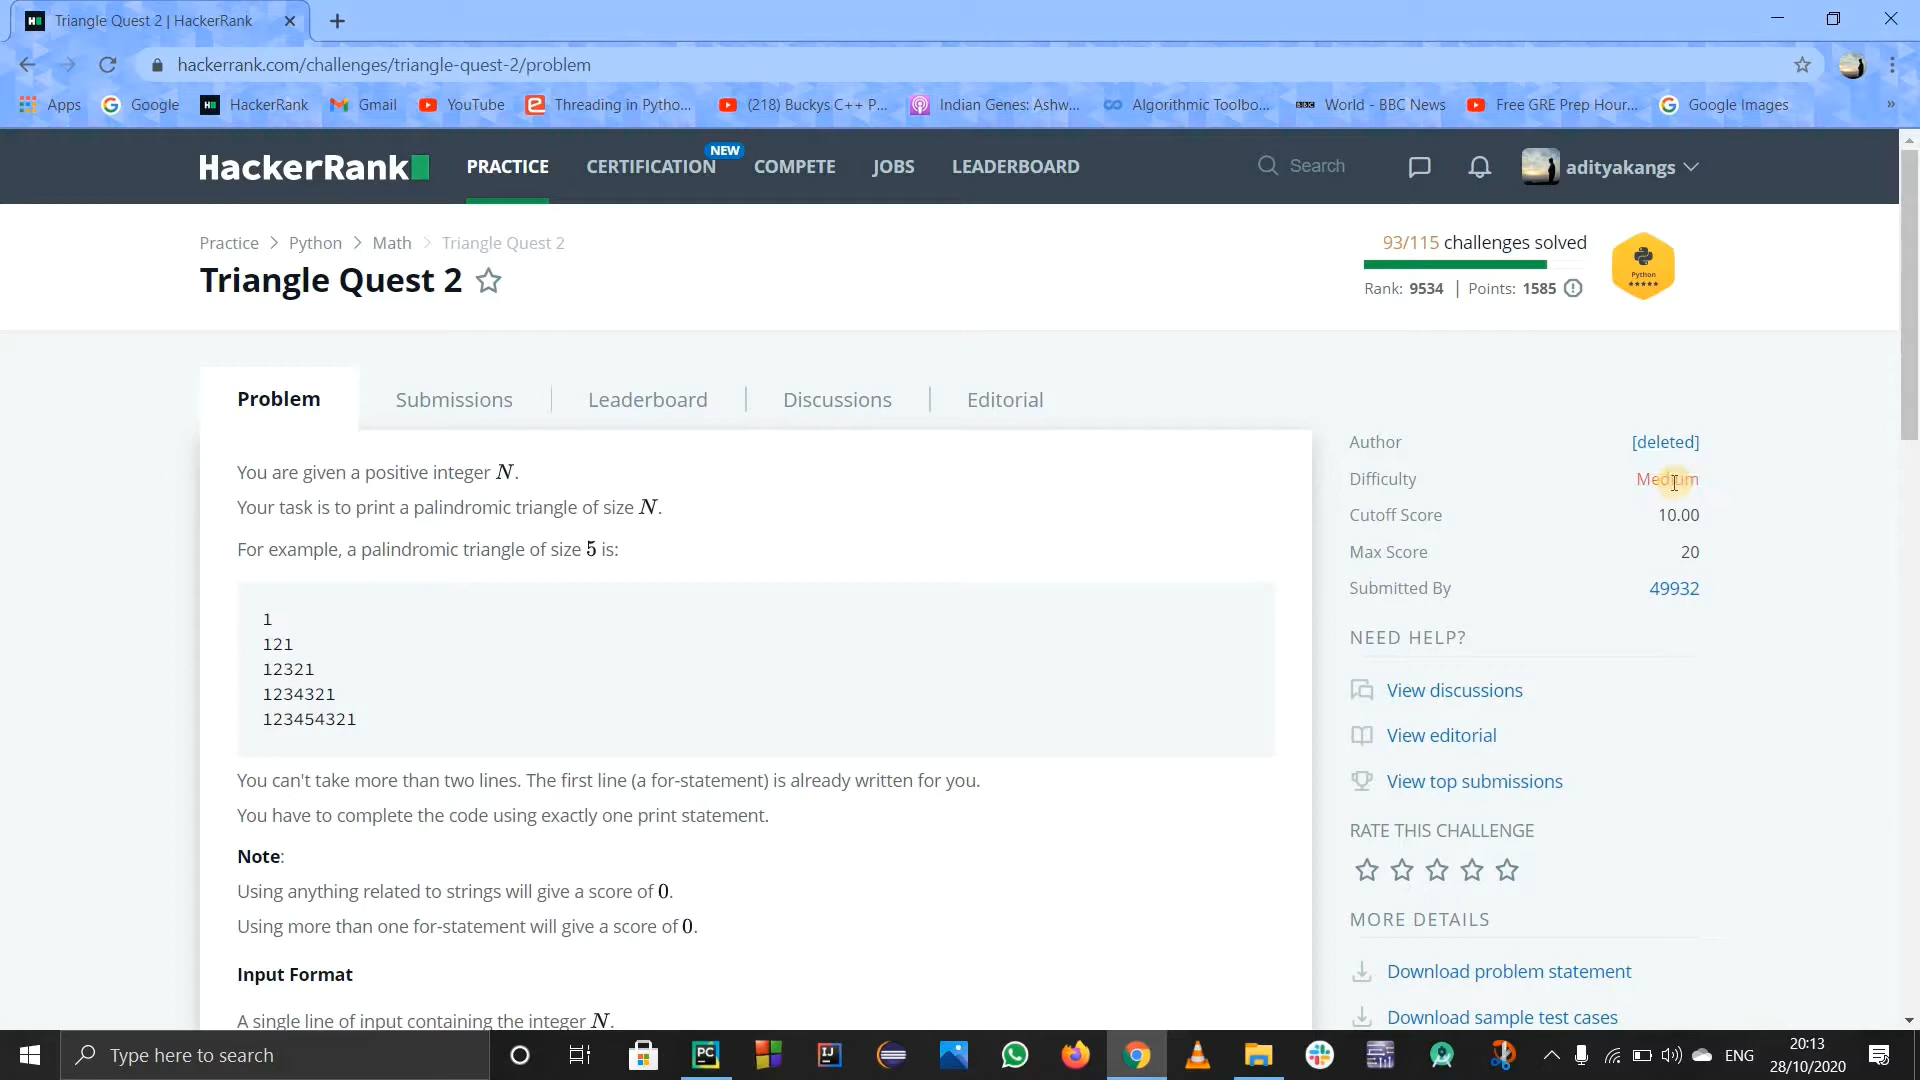 Triangle Quest 2 | HackerRank
hackerrank.com/challenges/triangle-quest-2/problem
Apps Google HackerRank Gmail YouTube Threading in Pytho... (218) Buckys C++ P... Indian Genes: Ashw... Algorithmic Toolbo... BBC World - BBC News Free GRE Prep Hour... Google Images »
HackerRank PRACTICE CERTIFICATION NEW COMPETE JOBS LEADERBOARD Search adityakangs
Practice > Python > Math > Triangle Quest 2
93/115 challenges solved
Triangle Quest 2
Python
Rank: 9534 | Points: 1585
Problem Submissions Leaderboard Discussions Editorial
Author [deleted]
Difficulty Medium
Cutoff Score 10.00
Max Score 20
Submitted By 49932
NEED HELP?
View discussions
View editorial
View top submissions
RATE THIS CHALLENGE
MORE DETAILS
Download problem statement
Download sample test cases
You are given a positive integer N.
Your task is to print a palindromic triangle of size N.
For example, a palindromic triangle of size 5 is:
1
121
12321
1234321
123454321
You can't take more than two lines. The first line (a for-statement) is already written for you.
You have to complete the code using exactly one print statement.
Note:
Using anything related to strings will give a score of 0.
Using more than one for-statement will give a score of 0.
Input Format
A single line of input containing the integer N.
Type here to search
PC
IJ
ENG
20:13
28/10/2020